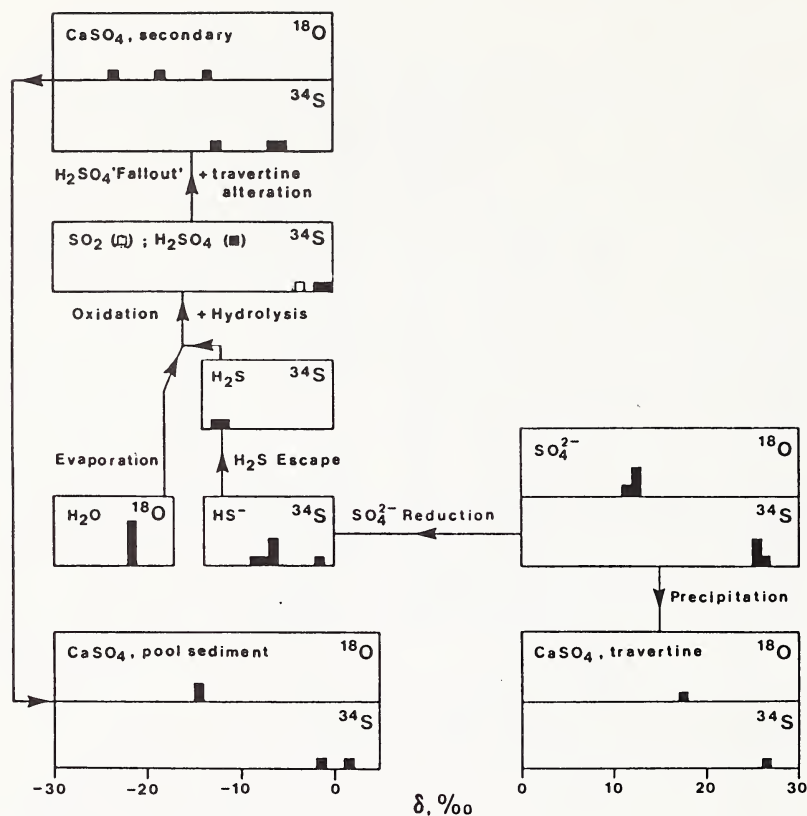 CaSO4, secondary 18O
34S
H2SO4 'Fallout' + travertine
alteration
SO2 (□) ; H2SO4 (■) 34S
Oxidation + Hydrolysis
H2S 34S
Evaporation H2S Escape
H2O 18O
HS- 34S
SO4 2- Reduction
SO4 2- 18O
34S
Precipitation
CaSO4, pool sediment 18O
34S
CaSO4, travertine 18O
34S
-30 -20 -10 0 0 10 20 30
δ, ‰